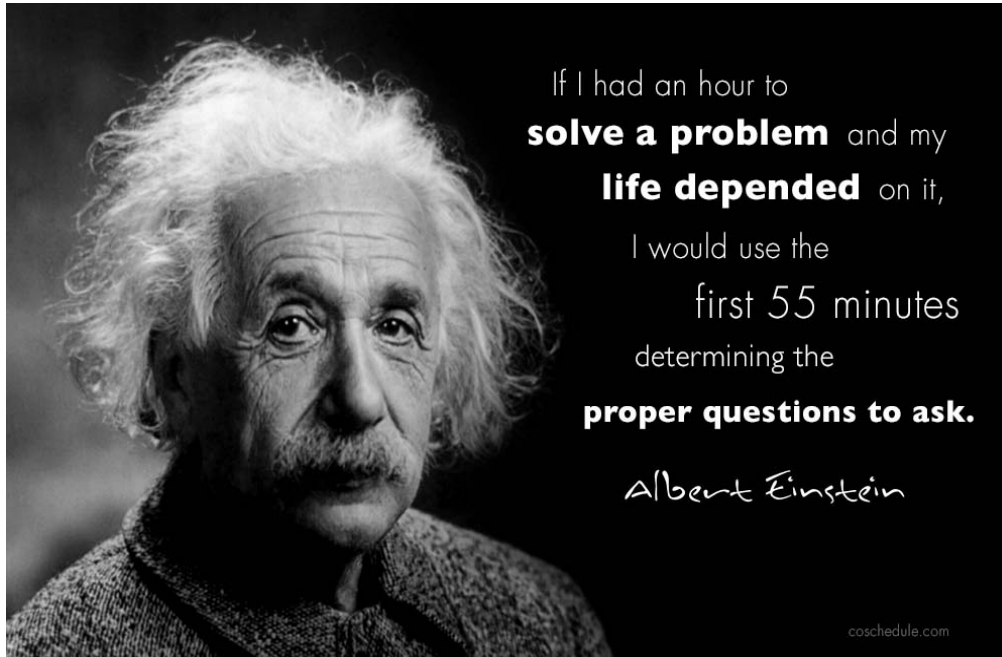 If I had an hour to
solve a problem and my
life depended on it,
I would use the
first 55 minutes
determining the
proper questions to ask.
Albert Einstein
coschedule.com